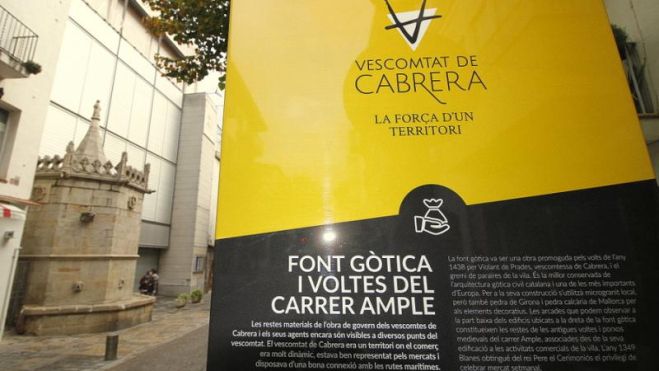 VESCOMTAT DE
CABRERA
LA FORÇA D'UN
TERRITORI
FONT GÒTICA
I VOLTES DEL
CARRER AMPLE
Les restes materials de l'obra de govern dels vescomtes de
Cabrera i els seus agents encara són visibles a diversos punts del
vescomtat. El vescomtat de Cabrera era un territori on el comerç
era molt dinàmic, estava ben representat pels mercats i
disposava d'una bona connexió amb les rutes marítimes.
La font gòtica va ser una obra promoguda pels volts de l'any
1438 per Violant de Prades, vescomtessa de Cabrera, i el
gremi de paraires de la vila. És la millor conservada de
l'arquitectura gòtica civil catalana i una de les més importants
d'Europa. Per a la seva construcció s'utilitzà microgranit local,
però també pedra de Girona i pedra calcària de Mallorca per
als elements decoratius. Les arcades que podem observar a
la part baixa dels edificis ubicats a la dreta de la font gòtica
constitueixen les restes de les antigues voltes i porxos
medievals del carrer Ample, associades des de la seva
edificació a les activitats comercials de la vila. L'any 1349
Blanes obtingué del rei Pere el Cerimoniós el privilegi de
celebrar mercat setmanal.